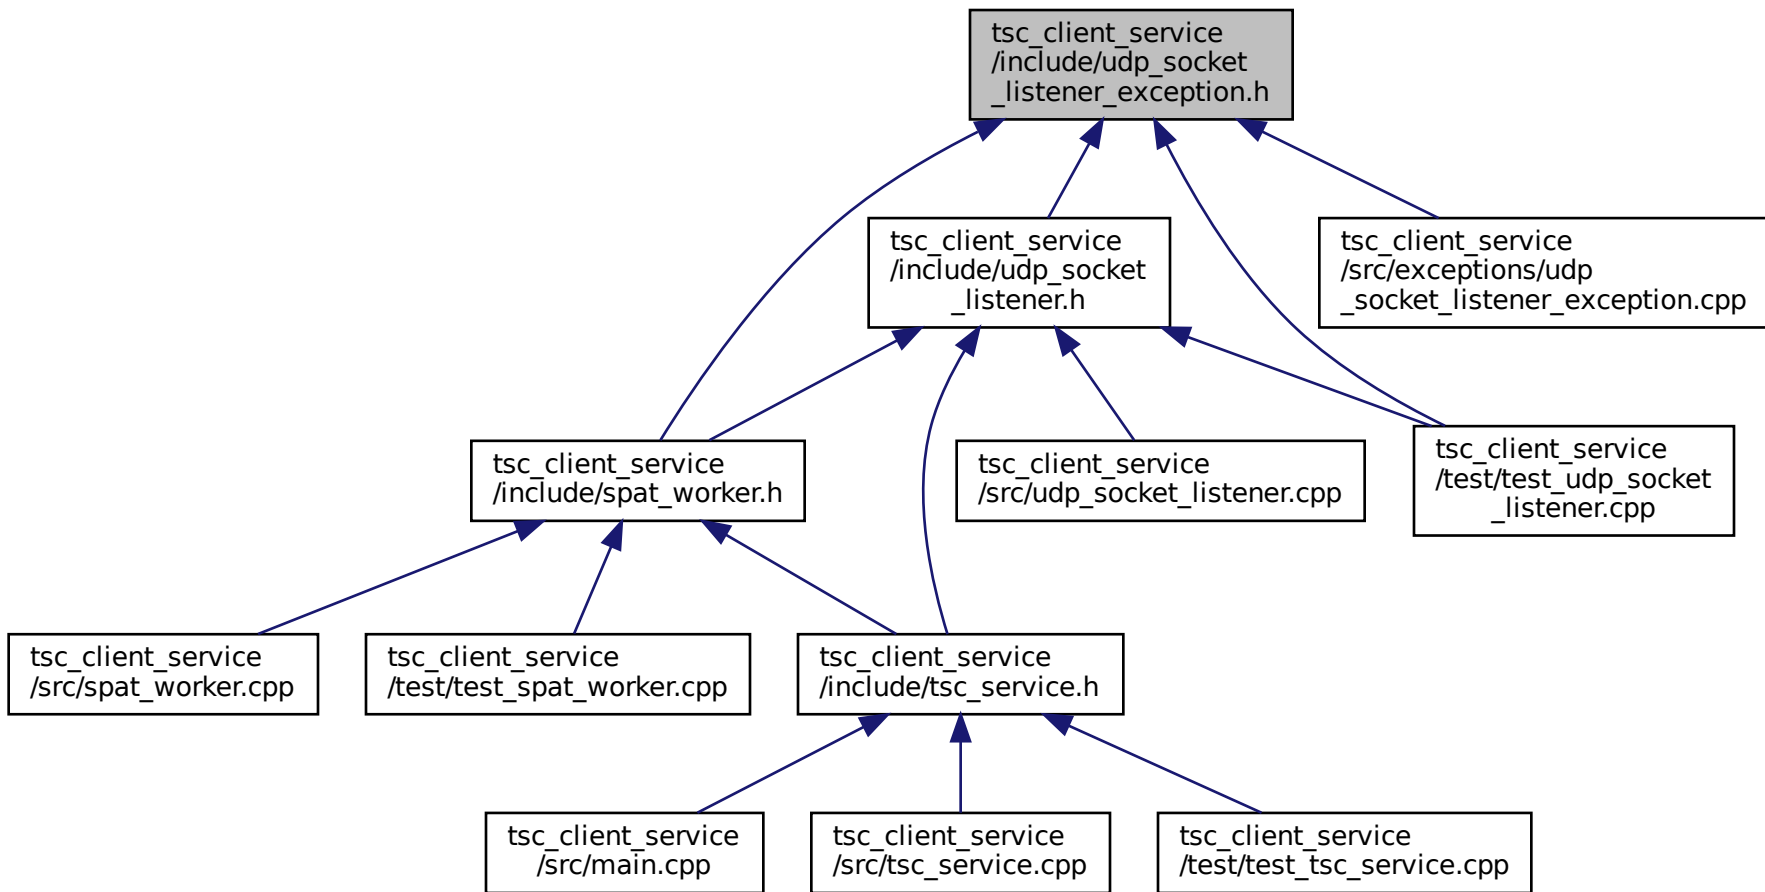 tsc_client_service
/include/udp_socket
_listener_exception.h
tsc_client_service
/include/udp_socket
_listener.h
tsc_client_service
/src/exceptions/udp
_socket_listener_exception.cpp
tsc_client_service
/include/spat_worker.h
tsc_client_service
/src/udp_socket_listener.cpp
tsc_client_service
/test/test_udp_socket
_listener.cpp
tsc_client_service
/src/spat_worker.cpp
tsc_client_service
/test/test_spat_worker.cpp
tsc_client_service
/include/tsc_service.h
tsc_client_service
/src/main.cpp
tsc_client_service
/src/tsc_service.cpp
tsc_client_service
/test/test_tsc_service.cpp